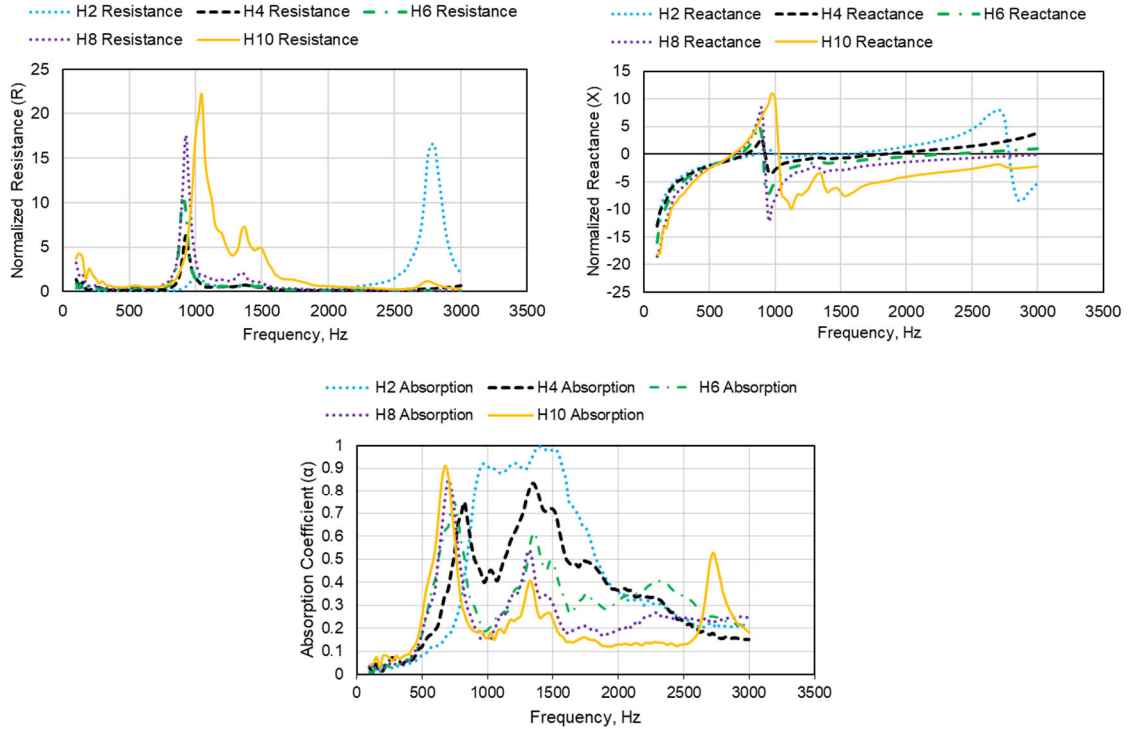 H2 Resistance H4 Resistance H6 Resistance
H8 Resistance H10 Resistance
25
20
15
10
5
0
Normalized Resistance (R)
0 500 1000 1500 2000 2500 3000 3500
Frequency, Hz
H2 Reactance H4 Reactance H6 Reactance
H8 Reactance H10 Reactance
15
10
5
0
-5
-10
-15
-20
-25
Normalized Reactance (X)
0 500 1000 1500 2000 2500 3000 3500
Frequency, Hz
H2 Absorption H4 Absorption H6 Absorption
H8 Absorption H10 Absorption
1
0.9
0.8
0.7
0.6
0.5
0.4
0.3
0.2
0.1
0
Absorption Coefficient (α)
0 500 1000 1500 2000 2500 3000 3500
Frequency, Hz